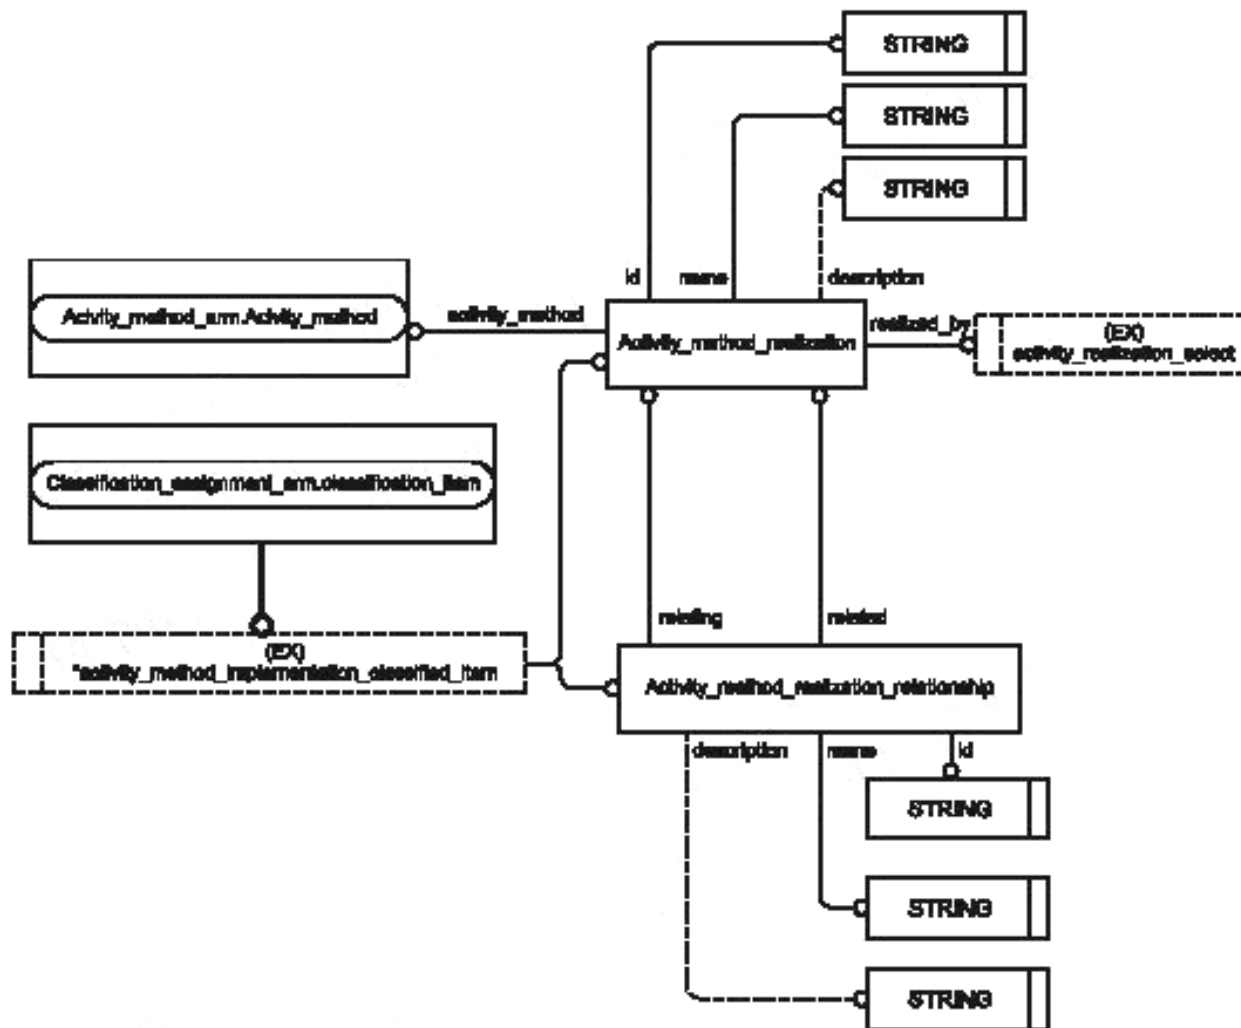 STRING
STRING
STRING
id
name
description
Activity_method_arm.Activity_method
activity_method
Activity_method_realization
realized_by
(EX)
activity_realization_select
Classification_assignment_arm.classification_item
relating
related
(EX)
*activity_method_implementation_classified_item
Activity_method_realization_relationship
description
name
id
STRING
STRING
STRING